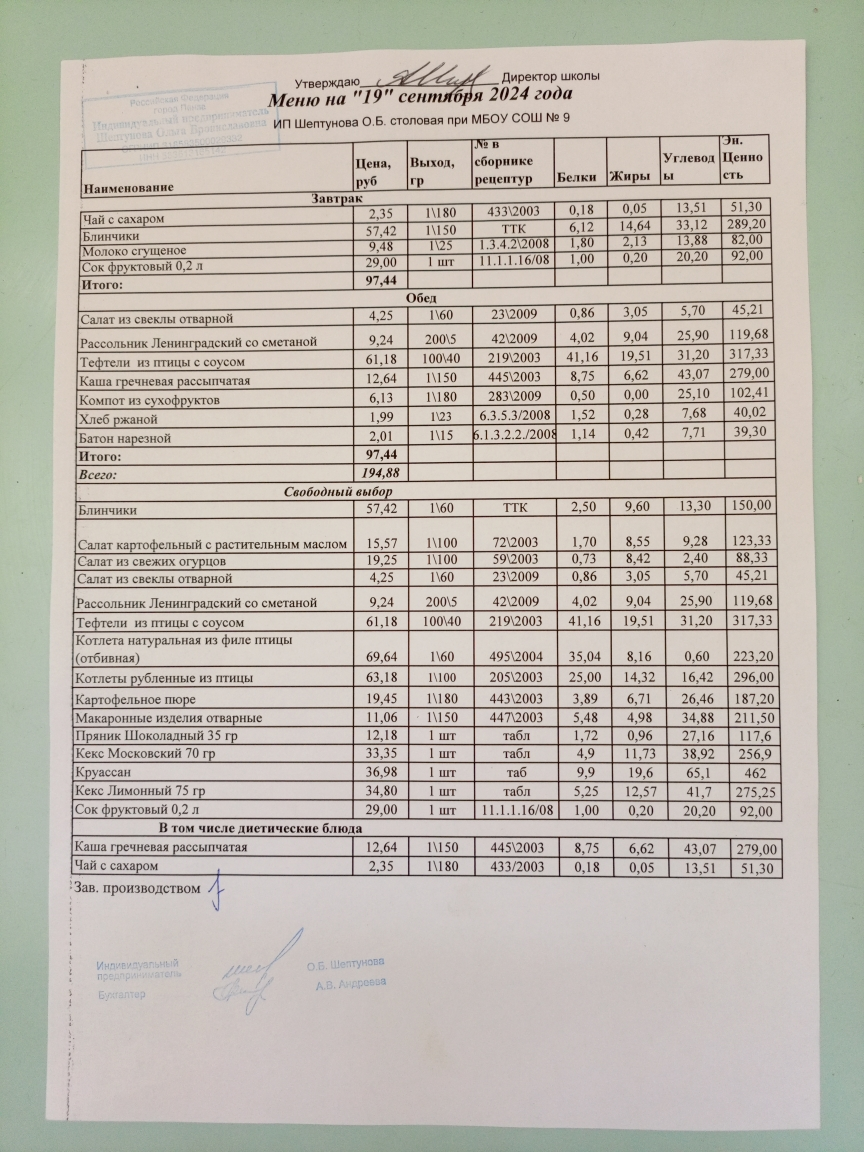 Российская Федерация
город Псков
Индивидуальный предприниматель
Шептунова Ольга
Утверждаю Директор школы
Меню на "19" сентября 2024 года
ИП Шептунова О.Б. столовая при МБОУ СОШ № 9
Наименование Цена, руб Выход, гр № в сборнике рецептур Белки Жиры Углевод ы Эн. Ценно сть
Завтрак
Чай с сахаром 2,35 1\180 433\2003 0,18 0,05 13,51 51,30
Блинчики 57,42 1\150 ТТК 6,12 14,64 33,12 289,20
Молоко сгущеное 9,48 1\25 1.3.4.2\2008 1,80 2,13 13,88 82,00
Сок фруктовый 0,2 л 29,00 1 шт 11.1.1.16/08 1,00 0,20 20,20 92,00
Итого: 97,44
Обед
Салат из свеклы отварной 4,25 1\60 23\2009 0,86 3,05 5,70 45,21
Рассольник Ленинградский со сметаной 9,24 200\5 42\2009 4,02 9,04 25,90 119,68
Тефтели из птицы с соусом 61,18 100\40 219\2003 41,16 19,51 31,20 317,33
Каша гречневая рассыпчатая 12,64 1\150 445\2003 8,75 6,62 43,07 279,00
Компот из сухофруктов 6,13 1\180 283\2009 0,50 0,00 25,10 102,41
Хлеб ржаной 1,99 1\23 6.3.5.3/2008 1,52 0,28 7,68 40,02
Батон нарезной 2,01 1\15 6.1.3.2.2./2008 1,14 0,42 7,71 39,30
Итого: 97,44
Всего: 194,88
Свободный выбор
Блинчики 57,42 1\60 ТТК 2,50 9,60 13,30 150,00
Салат картофельный с растительным маслом 15,57 1\100 72\2003 1,70 8,55 9,28 123,33
Салат из свежих огурцов 19,25 1\100 59\2003 0,73 8,42 2,40 88,33
Салат из свеклы отварной 4,25 1\60 23\2009 0,86 3,05 5,70 45,21
Рассольник Ленинградский со сметаной 9,24 200\5 42\2009 4,02 9,04 25,90 119,68
Тефтели из птицы с соусом 61,18 100\40 219\2003 41,16 19,51 31,20 317,33
Котлета натуральная из филе птицы
(отбивная) 69,64 1\60 495\2004 35,04 8,16 0,60 223,20
Котлеты рубленные из птицы 63,18 1\100 205\2003 25,00 14,32 16,42 296,00
Картофельное пюре 19,45 1\180 443\2003 3,89 6,71 26,46 187,20
Макаронные изделия отварные 11,06 1\150 447\2003 5,48 4,98 34,88 211,50
Пряник Шоколадный 35 гр 12,18 1 шт табл 1,72 0,96 27,16 117,6
Кекс Московский 70 гр 33,35 1 шт табл 4,9 11,73 38,92 256,9
Круассан 36,98 1 шт таб 9,9 19,6 65,1 462
Кекс Лимонный 75 гр 34,80 1 шт табл 5,25 12,57 41,7 275,25
Сок фруктовый 0,2 л 29,00 1 шт 11.1.1.16/08 1,00 0,20 20,20 92,00
В том числе диетические блюда
Каша гречневая рассыпчатая 12,64 1\150 445\2003 8,75 6,62 43,07 279,00
Чай с сахаром 2,35 1\180 433/2003 0,18 0,05 13,51 51,30
Зав. производством
Индивидуальный
предприниматель О.Б. Шептунова
Бухгалтер А.В. Андреева